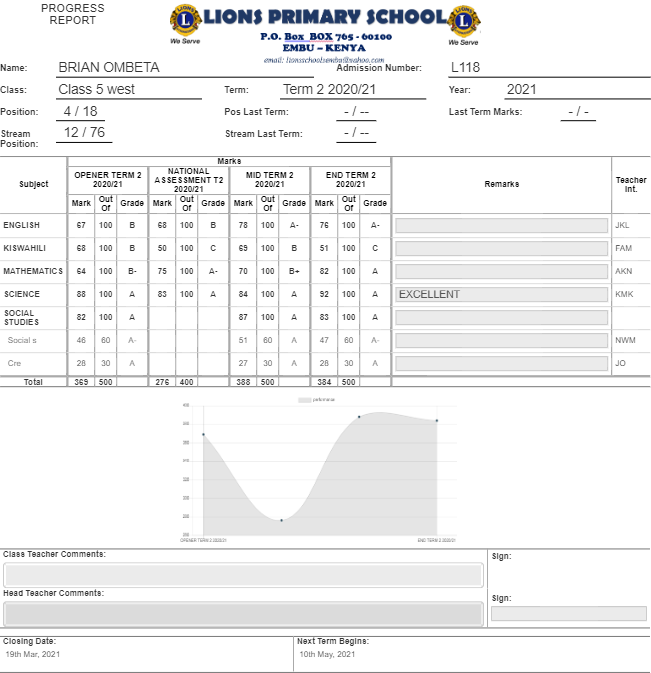 PROGRESS
REPORT
LIONS PRIMARY SCHOOL
We Serve
We Serve
P.O. Box BOX 765 - 60100
EMBU – KENYA
email: lionsschoolsembu@yahoo.com
Name: BRIAN OMBETA Admission Number: L118
Class: Class 5 west Term: Term 2 2020/21 Year: 2021
Position: 4 / 18 Pos Last Term: - / -- Last Term Marks: - / -
Stream Position: 12 / 76 Stream Last Term: - / --
Marks
Subject OPENER TERM 2 2020/21 NATIONAL ASSESSMENT T2 2020/21 MID TERM 2 2020/21 END TERM 2 2020/21 Remarks Teacher Int.
Mark Out Of Grade Mark Out Of Grade Mark Out Of Grade Mark Out Of Grade
ENGLISH 67 100 B 68 100 B 78 100 A- 76 100 A- JKL
KISWAHILI 68 100 B 50 100 C 69 100 B 51 100 C FAM
MATHEMATICS 64 100 B- 75 100 A- 70 100 B+ 82 100 A AKN
SCIENCE 88 100 A 83 100 A 84 100 A 92 100 A EXCELLENT KMK
SOCIAL STUDIES 82 100 A 87 100 A 83 100 A
Social s 46 60 A- 51 60 A 47 60 A- NWM
Cre 28 30 A 27 30 A 28 30 A JO
Total 369 500 276 400 388 500 384 500
performance
OPENER TERM 2 2020/21 END TERM 2 2020/21
Class Teacher Comments: Sign:
Head Teacher Comments: Sign:
Closing Date: Next Term Begins:
19th Mar, 2021 10th May, 2021